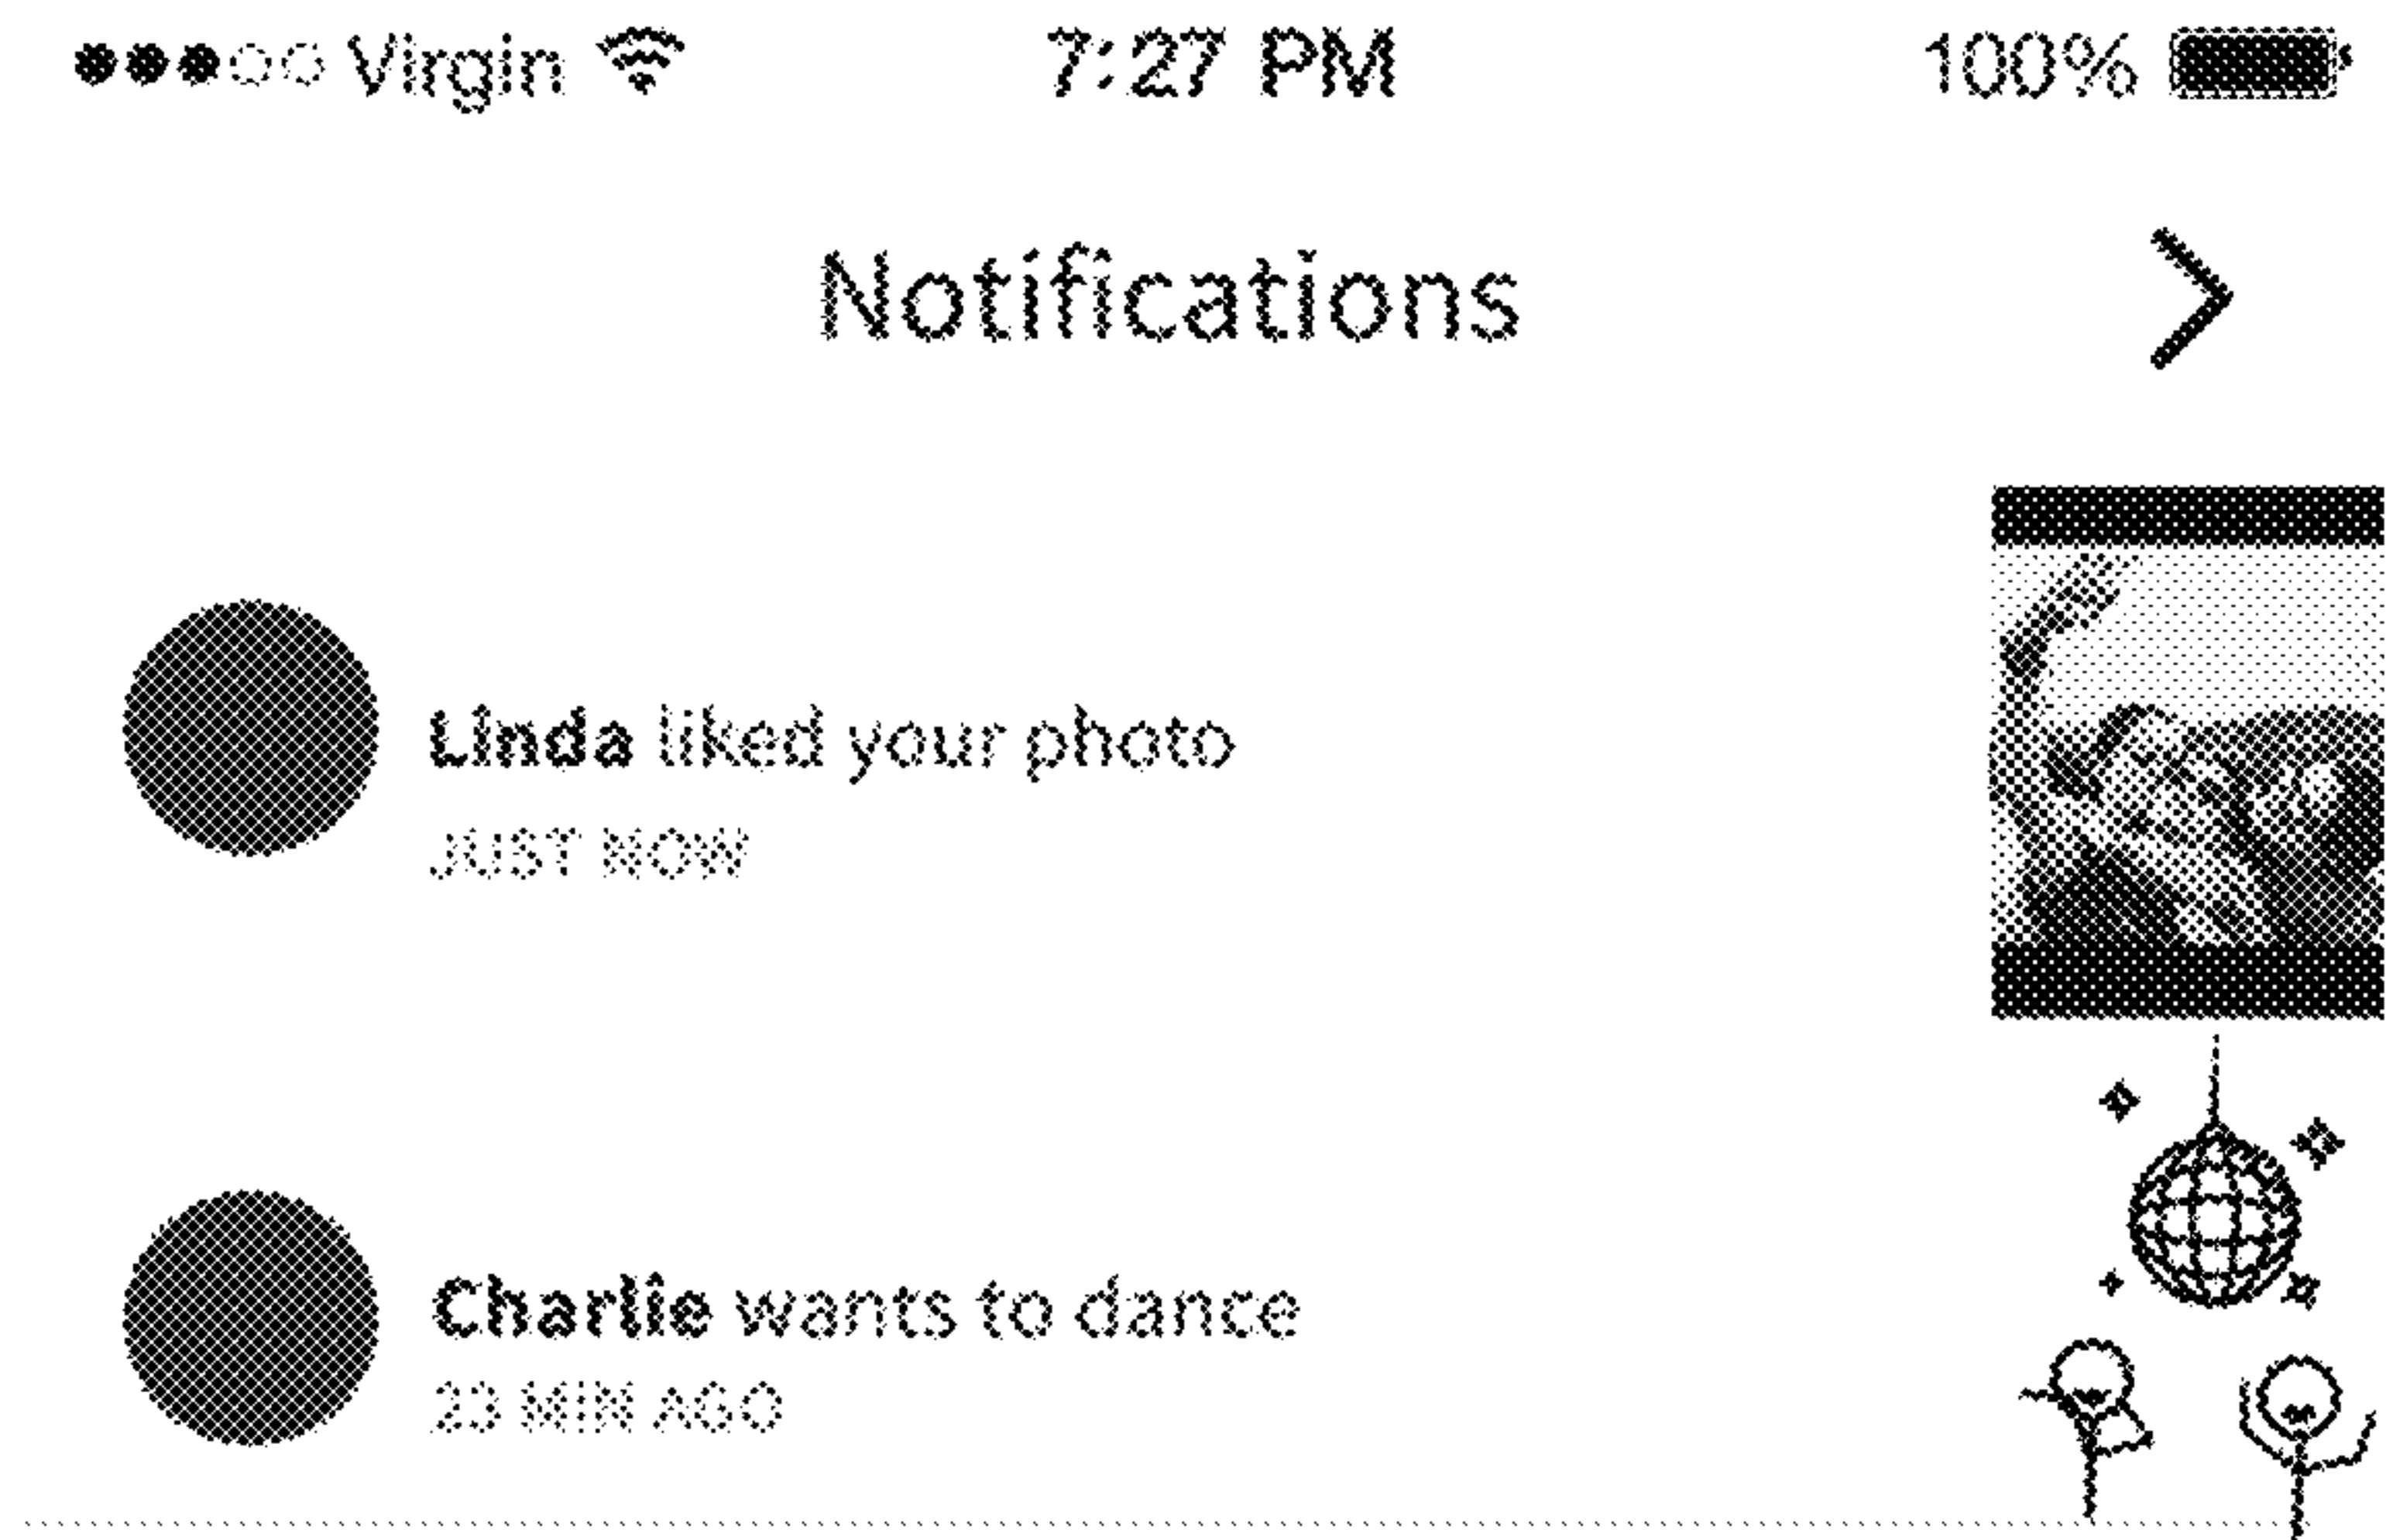 Virgin 7:27 PM 100%
Notifications
Linda liked your photo
JUST NOW
Charlie wants to dance
23 MIN AGO